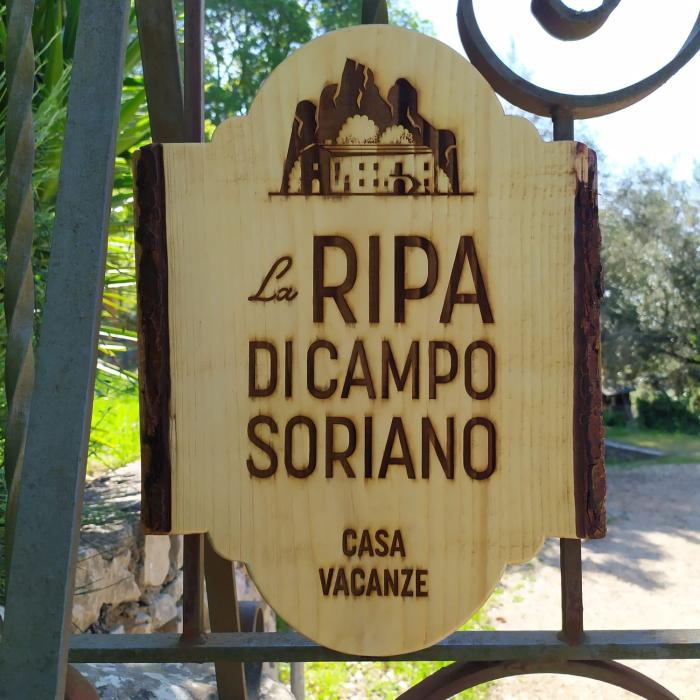 La RIPA
DI CAMPO
SORIANO
CASA
VACANZE